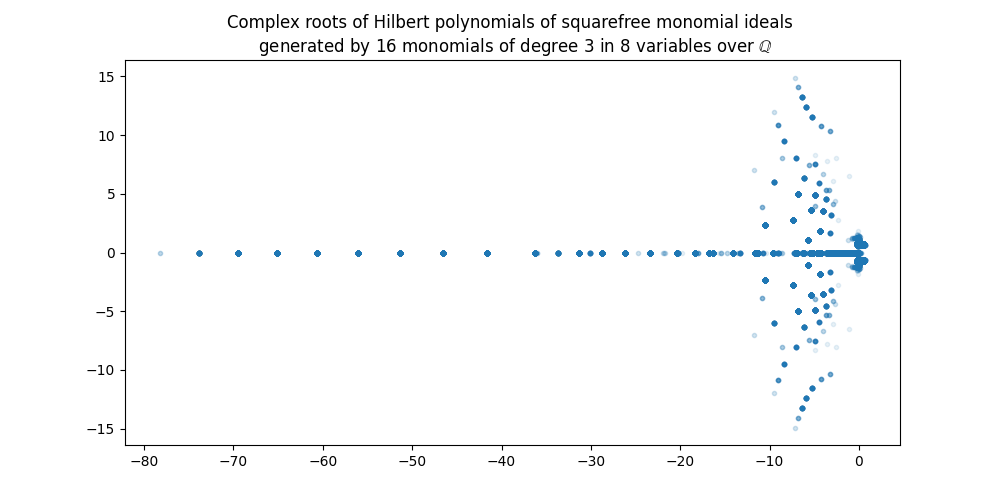 Complex roots of Hilbert polynomials of squarefree monomial ideals
generated by 16 monomials of degree 3 in 8 variables over ℚ
15
10
5
0
−5
−10
−15
−80 −70 −60 −50 −40 −30 −20 −10 0